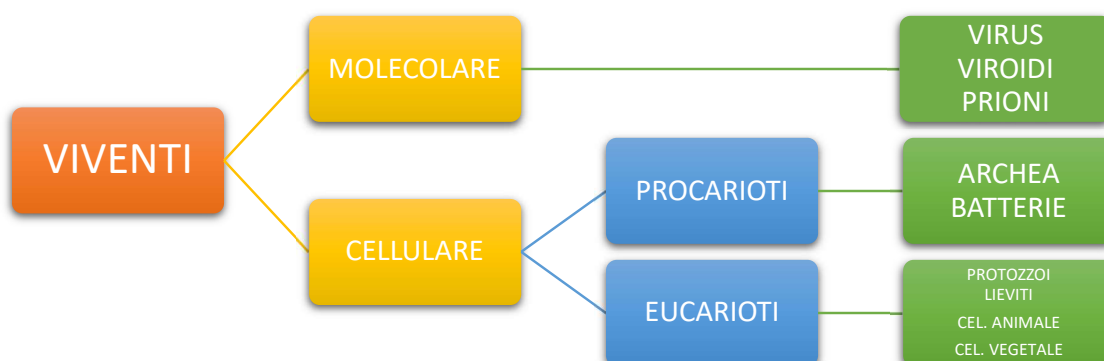 VIVENTI
MOLECOLARE
VIRUS
VIROIDI
PRIONI
CELLULARE
PROCARIOTI
ARCHEA
BATTERIE
EUCARIOTI
PROTOZZOI
LIEVITI
CEL. ANIMALE
CEL. VEGETALE